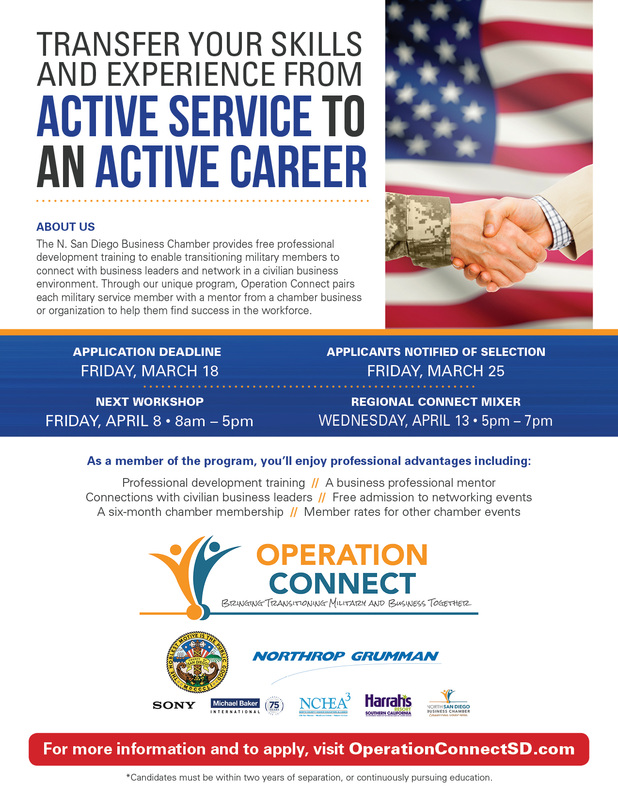 TRANSFER YOUR SKILLS
AND EXPERIENCE FROM
ACTIVE SERVICE TO
AN ACTIVE CAREER
ABOUT US
The N. San Diego Business Chamber provides free professional
development training to enable transitioning military members to
connect with business leaders and network in a civilian business
environment. Through our unique program, Operation Connect pairs
each military service member with a mentor from a chamber business
or organization to help them find success in the workforce.
APPLICATION DEADLINE
FRIDAY, MARCH 18
APPLICANTS NOTIFIED OF SELECTION
FRIDAY, MARCH 25
NEXT WORKSHOP
FRIDAY, APRIL 8 • 8am – 5pm
REGIONAL CONNECT MIXER
WEDNESDAY, APRIL 13 • 5pm – 7pm
As a member of the program, you'll enjoy professional advantages including:
Professional development training // A business professional mentor
Connections with civilian business leaders // Free admission to networking events
A six-month chamber membership // Member rates for other chamber events
OPERATION
CONNECT
Bringing Transitioning Military and Business Together
THE NOBLEST MOTIVE IS THE PUBLIC GOOD
NORTHROP GRUMMAN
SONY
Michael Baker
INTERNATIONAL
75
NCHEA3
Harrah's
RESORT
SOUTHERN CALIFORNIA
NORTH SAN DIEGO
BUSINESS CHAMBER
For more information and to apply, visit OperationConnectSD.com
*Candidates must be within two years of separation, or continuously pursuing education.